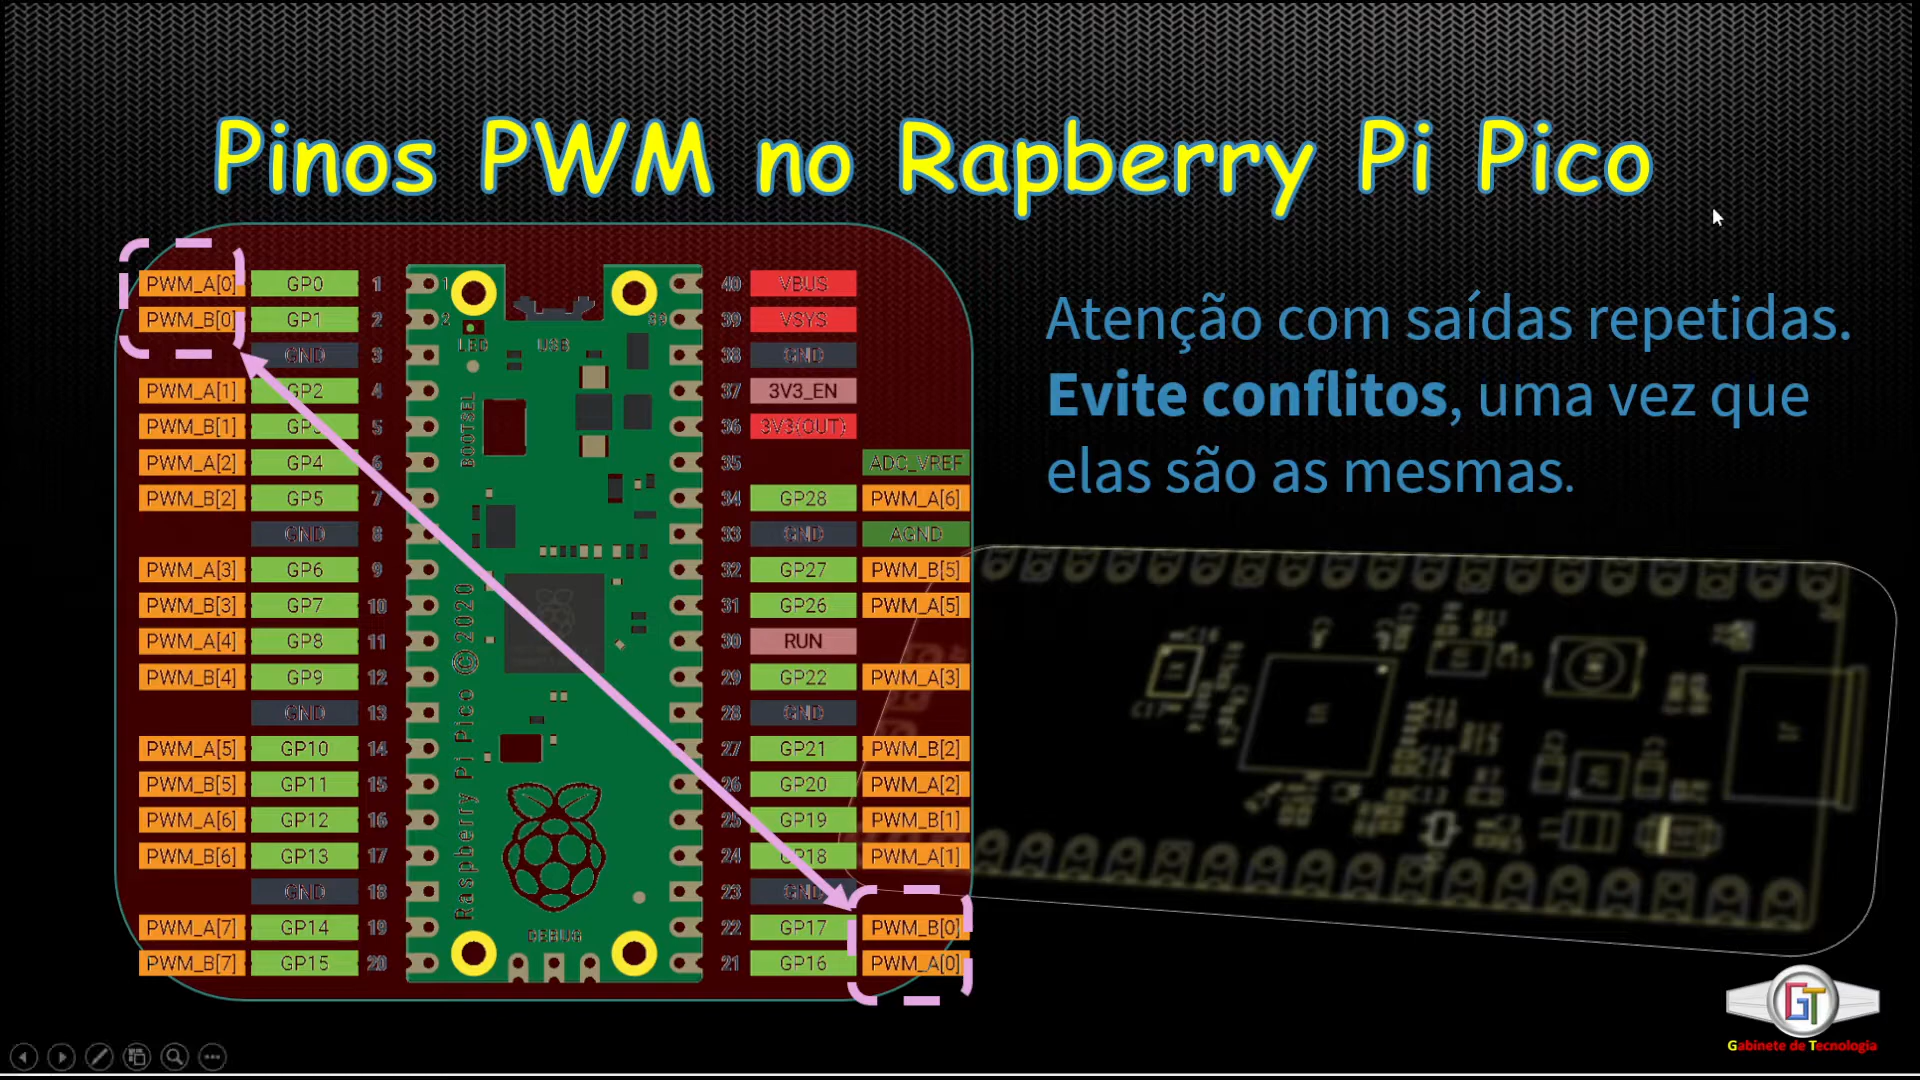 Pinos PWM no Rapberry Pi Pico
Atenção com saídas repetidas.
Evite conflitos, uma vez que
elas são as mesmas.
PWM_A[0] GP0 1
PWM_B[0] GP1 2
GND 3
PWM_A[1] GP2 4
PWM_B[1] GP3 5
PWM_A[2] GP4 6
PWM_B[2] GP5 7
GND 8
PWM_A[3] GP6 9
PWM_B[3] GP7 10
PWM_A[4] GP8 11
PWM_B[4] GP9 12
GND 13
PWM_A[5] GP10 14
PWM_B[5] GP11 15
PWM_A[6] GP12 16
PWM_B[6] GP13 17
GND 18
PWM_A[7] GP14 19
PWM_B[7] GP15 20
1
2
39
LED USB
BOOTSEL
Raspberry Pi Pico ©2020
DEBUG
40 VBUS
39 VSYS
38 GND
37 3V3_EN
36 3V3(OUT)
35 ADC_VREF
34 GP28 PWM_A[6]
33 GND AGND
32 GP27 PWM_B[5]
31 GP26 PWM_A[5]
30 RUN
29 GP22 PWM_A[3]
28 GND
27 GP21 PWM_B[2]
26 GP20 PWM_A[2]
25 GP19 PWM_B[1]
24 GP18 PWM_A[1]
23 GND
22 GP17 PWM_B[0]
21 GP16 PWM_A[0]
GT
Gabinete de Tecnologia